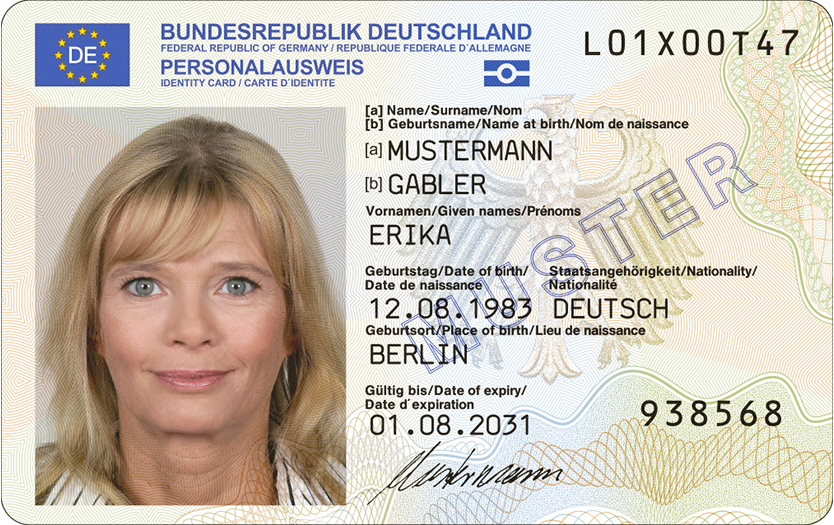 DE
BUNDESREPUBLIK DEUTSCHLAND
FEDERAL REPUBLIC OF GERMANY / REPUBLIQUE FEDERALE D´ALLEMAGNE
PERSONALAUSWEIS
IDENTITY CARD / CARTE D´IDENTITE
L01X00T47
[a] Name/Surname/Nom
[b] Geburtsname/Name at birth/Nom de naissance
[a] MUSTERMANN
[b] GABLER
Vornamen/Given names/Prénoms
ERIKA
Geburtstag/Date of birth/
Date de naissance
Staatsangehörigkeit/Nationality/
Nationalité
12.08.1983 DEUTSCH
Geburtsort/Place of birth/Lieu de naissance
BERLIN
Gültig bis/Date of expiry/
Date d´expiration
01.08.2031
938568
Mustermann
MUSTER